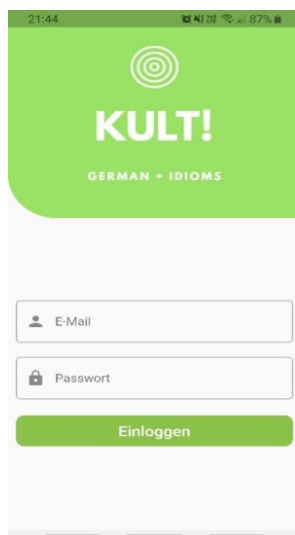 21:44
87%
KULT!
GERMAN + IDIOMS
E-Mail
Passwort
Einloggen